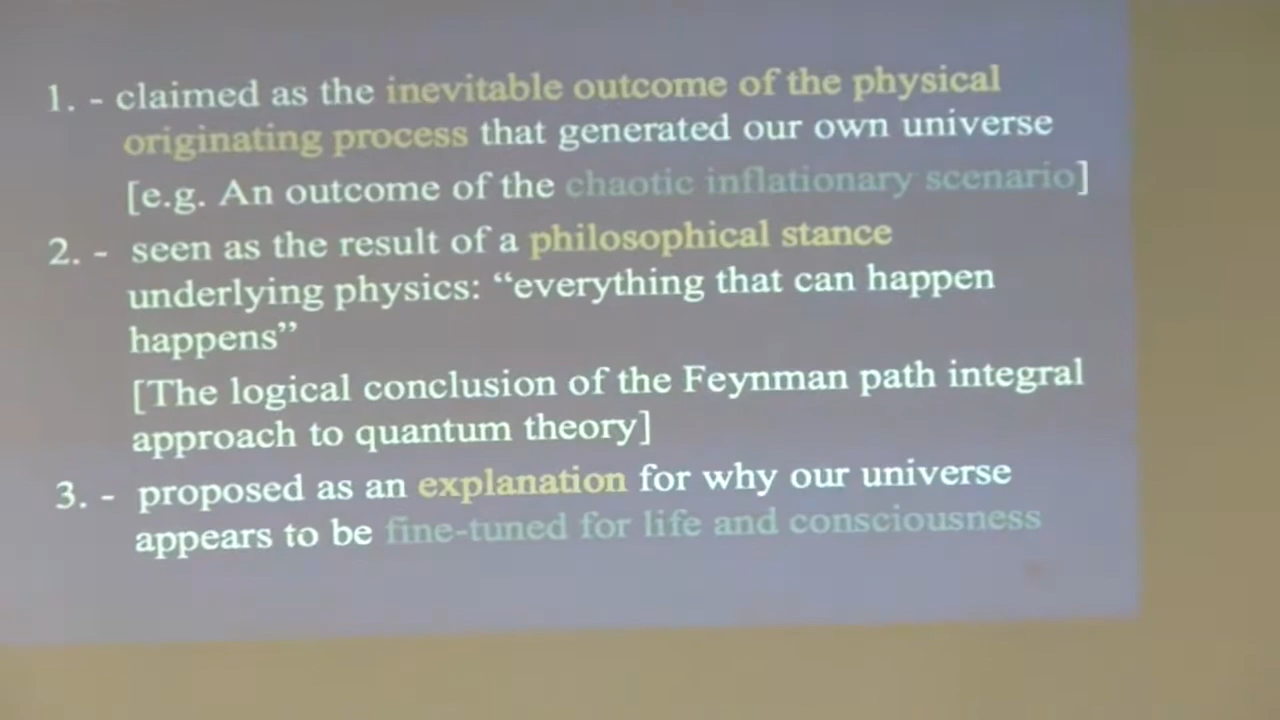 1. - claimed as the inevitable outcome of the physical
originating process that generated our own universe
[e.g. An outcome of the chaotic inflationary scenario]
2. - seen as the result of a philosophical stance
underlying physics: “everything that can happen
happens”
[The logical conclusion of the Feynman path integral
approach to quantum theory]
3. - proposed as an explanation for why our universe
appears to be fine-tuned for life and consciousness